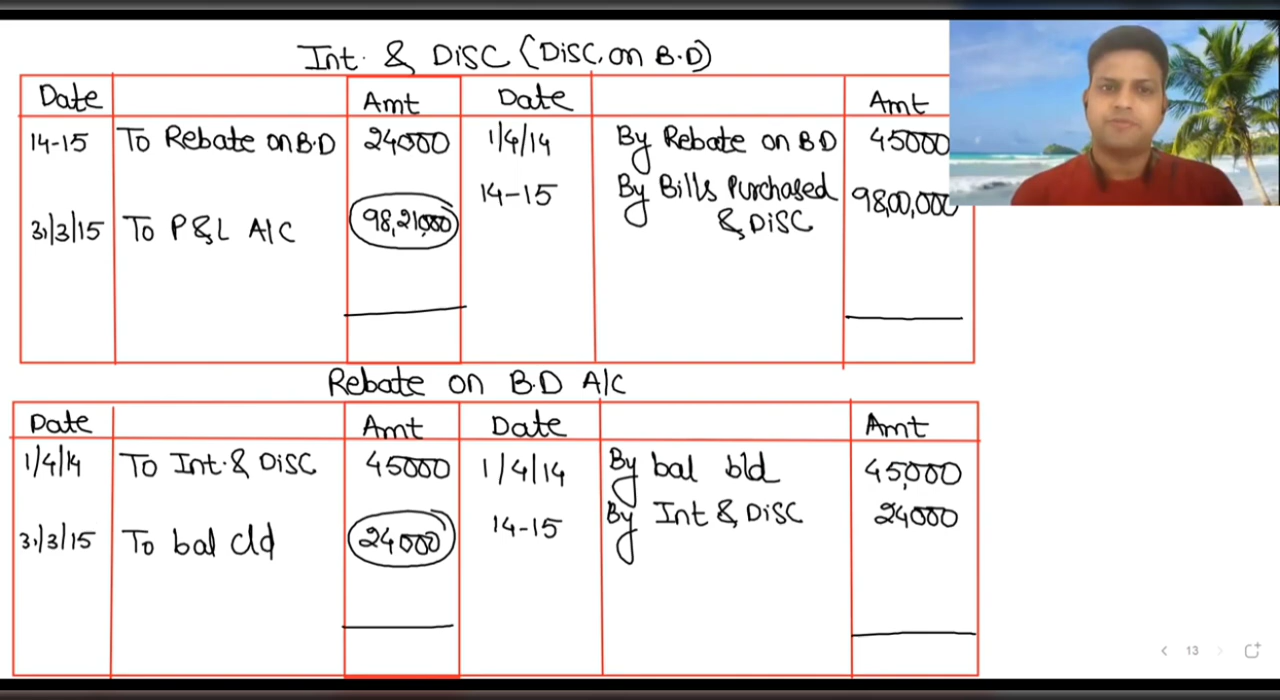 Int. & DiSC (DiSC. on B.D)
Date Amt Date Amt
14-15 To Rebate on B.D 24000 1/4/14 By Rebate on BD 45000
14-15 By Bills Purchased & DiSC 98,00,000
31/3/15 To P&L A/C 98,21,000
Rebate on B.D A/C
Date Amt Date Amt
1/4/14 To Int. & DiSC 45000 1/4/14 By bal b/d 45,000
14-15 By Int & DiSC 24000
31/3/15 To bal c/d 24000
13